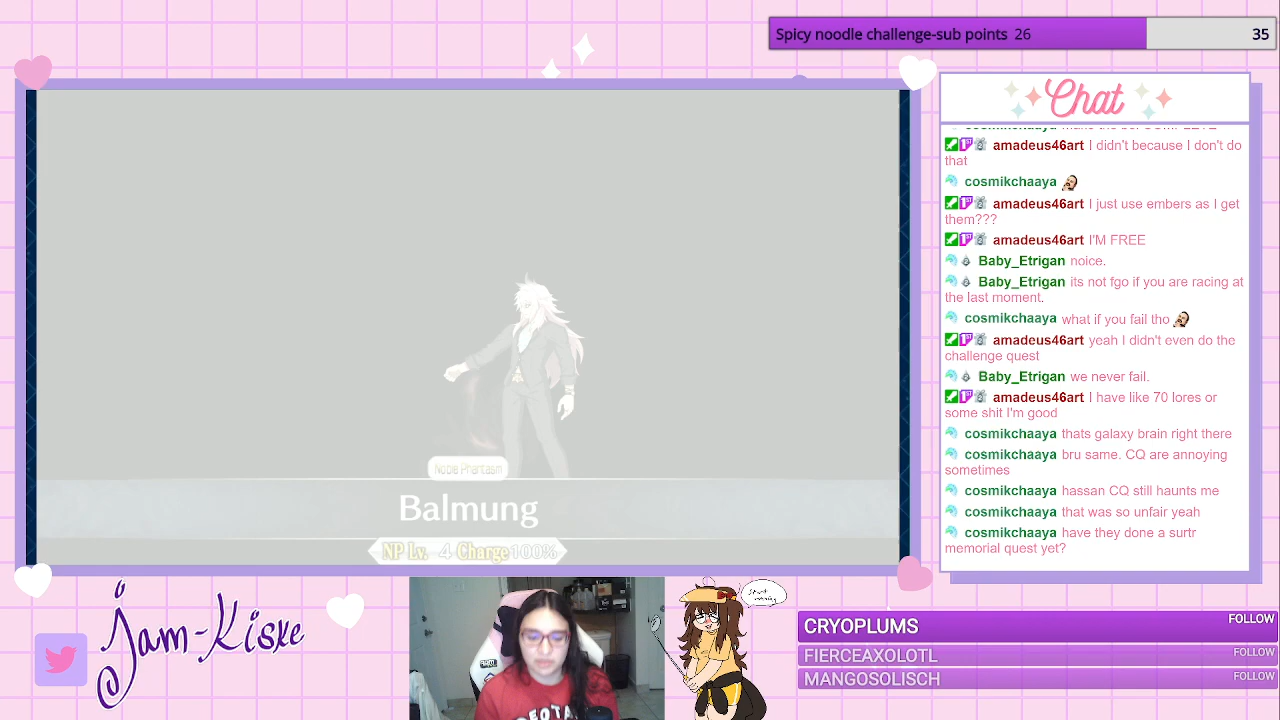 Spicy noodle challenge-sub points 26
35
Chat
amadeus46art I didn't because I don't do
that
cosmikchaaya
amadeus46art I just use embers as I get
them???
amadeus46art I'M FREE
Baby_Etrigan noice.
Baby_Etrigan its not fgo if you are racing at
the last moment.
cosmikchaaya what if you fail tho
amadeus46art yeah I didn't even do the
challenge quest
Baby_Etrigan we never fail.
amadeus46art I have like 70 lores or
some shit I'm good
cosmikchaaya thats galaxy brain right there
cosmikchaaya bru same. CQ are annoying
sometimes
cosmikchaaya hassan CQ still haunts me
cosmikchaaya that was so unfair yeah
cosmikchaaya have they done a surtr
memorial quest yet?
Noble Phantasm
Balmung
NP Lv. 4 Charge 100%
@Jam-Kiske
CRYOPLUMS FOLLOW
FIERCEAXOLOTL FOLLOW
MANGOSOLISCH FOLLOW